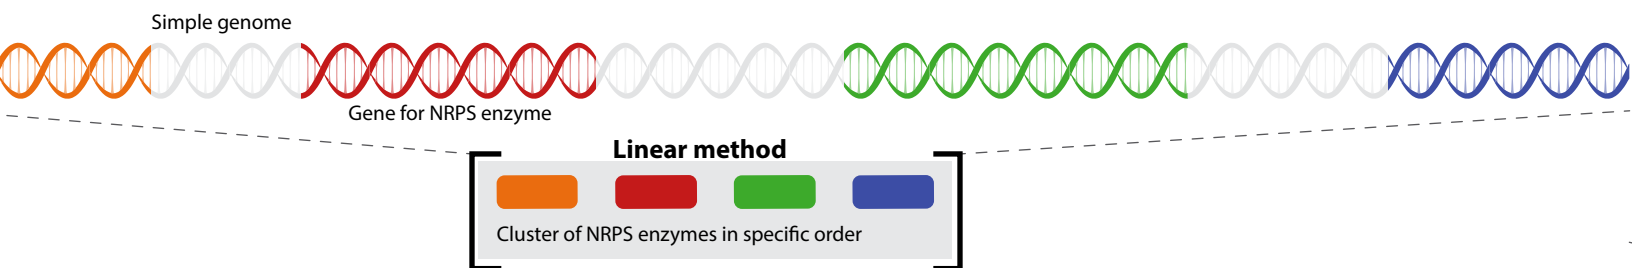 Simple genome
Gene for NRPS enzyme
Linear method
Cluster of NRPS enzymes in specific order